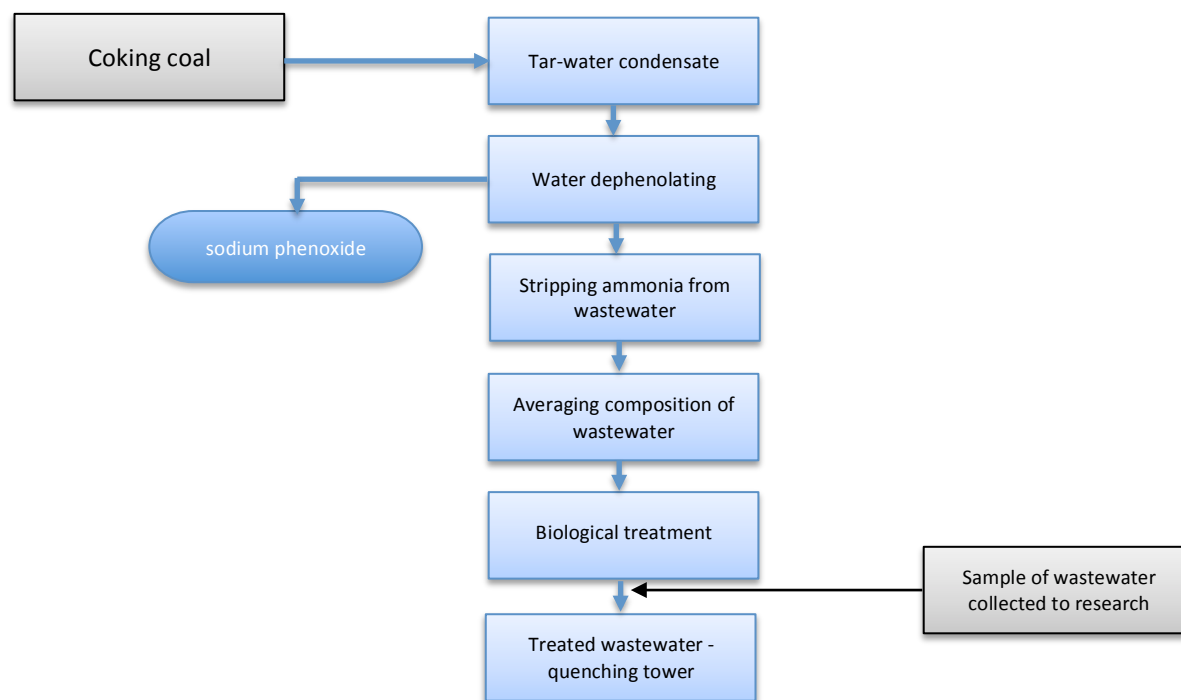 Coking coal
Tar-water condensate
Water dephenolating
sodium phenoxide
Stripping ammonia from
wastewater
Averaging composition of
wastewater
Biological treatment
Sample of wastewater
collected to research
Treated wastewater -
quenching tower